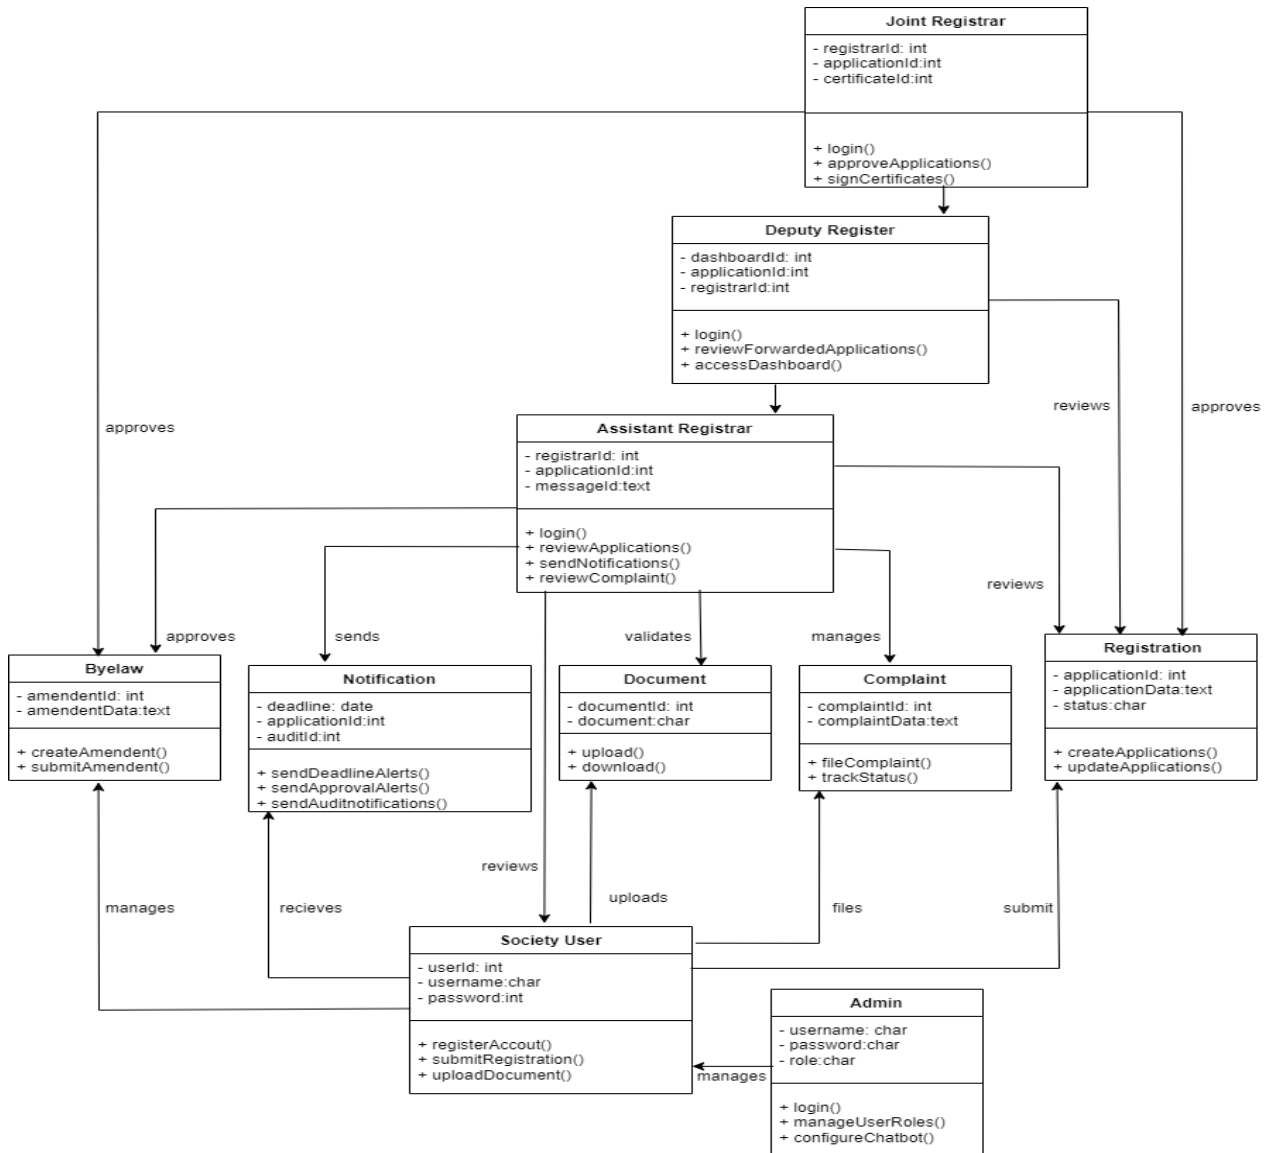 Joint Registrar
- registrarId: int
- applicationId:int
- certificateId:int
+ login()
+ approveApplications()
+ signCertificates()
Deputy Register
- dashboardId: int
- applicationId:int
- registrarId:int
+ login()
+ reviewForwardedApplications()
+ accessDashboard()
reviews
approves
approves
Assistant Registrar
- registrarId: int
- applicationId:int
- messageId:text
+ login()
+ reviewApplications()
+ sendNotifications()
+ reviewComplaint()
reviews
approves
sends
validates
manages
Byelaw
- amendentId: int
- amendentData:text
+ createAmendent()
+ submitAmendent()
Notification
- deadline: date
- applicationId:int
- auditId:int
+ sendDeadlineAlerts()
+ sendApprovalAlerts()
+ sendAuditnotifications()
Document
- documentId: int
- document:char
+ upload()
+ download()
Complaint
- complaintId: int
- complaintData:text
+ fileComplaint()
+ trackStatus()
Registration
- applicationId: int
- applicationData:text
- status:char
+ createApplications()
+ updateApplications()
reviews
manages
recieves
uploads
files
submit
Society User
- userId: int
- username:char
- password:int
+ registerAccout()
+ submitRegistration()
+ uploadDocument()
manages
Admin
- username: char
- password:char
- role:char
+ login()
+ manageUserRoles()
+ configureChatbot()